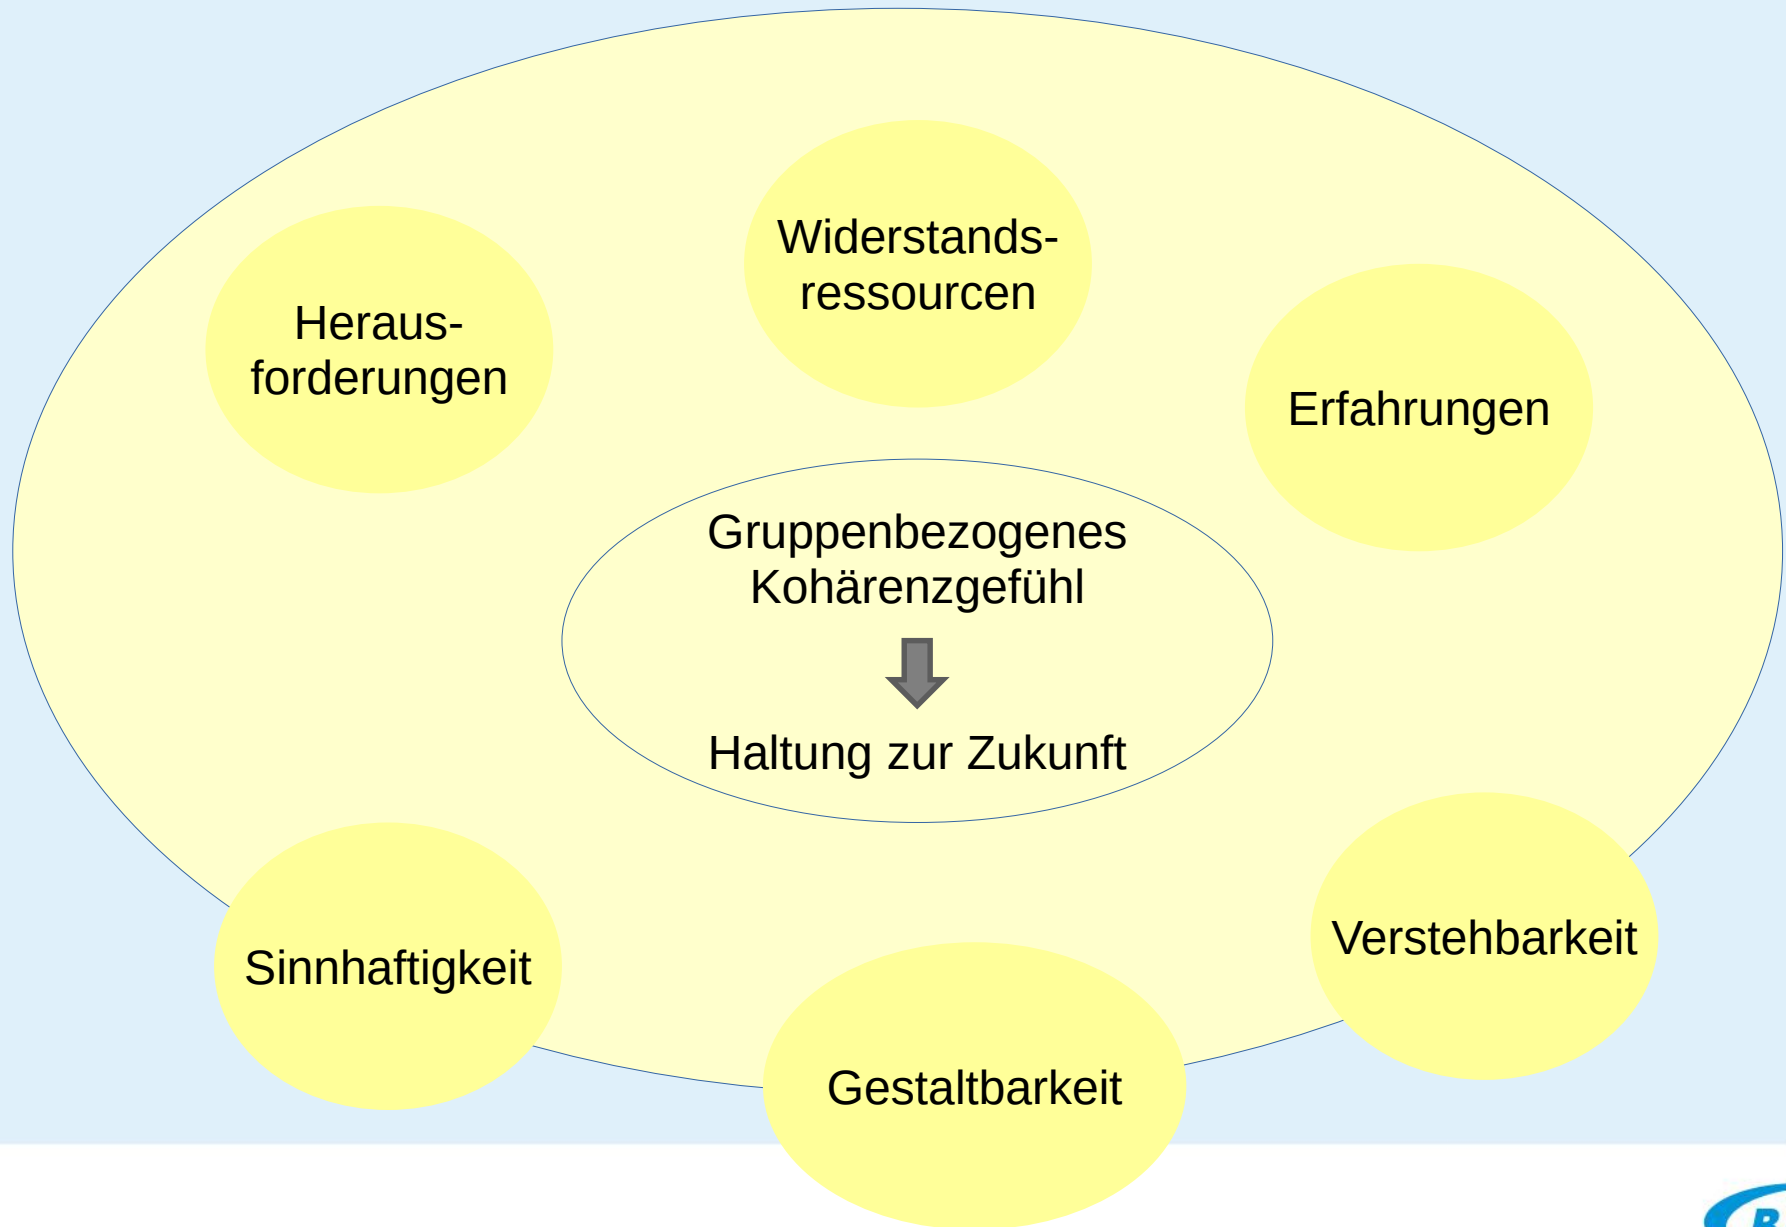 Widerstands-
ressourcen
Heraus-
forderungen
Erfahrungen
Gruppenbezogenes
Kohärenzgefühl
Haltung zur Zukunft
Sinnhaftigkeit
Verstehbarkeit
Gestaltbarkeit